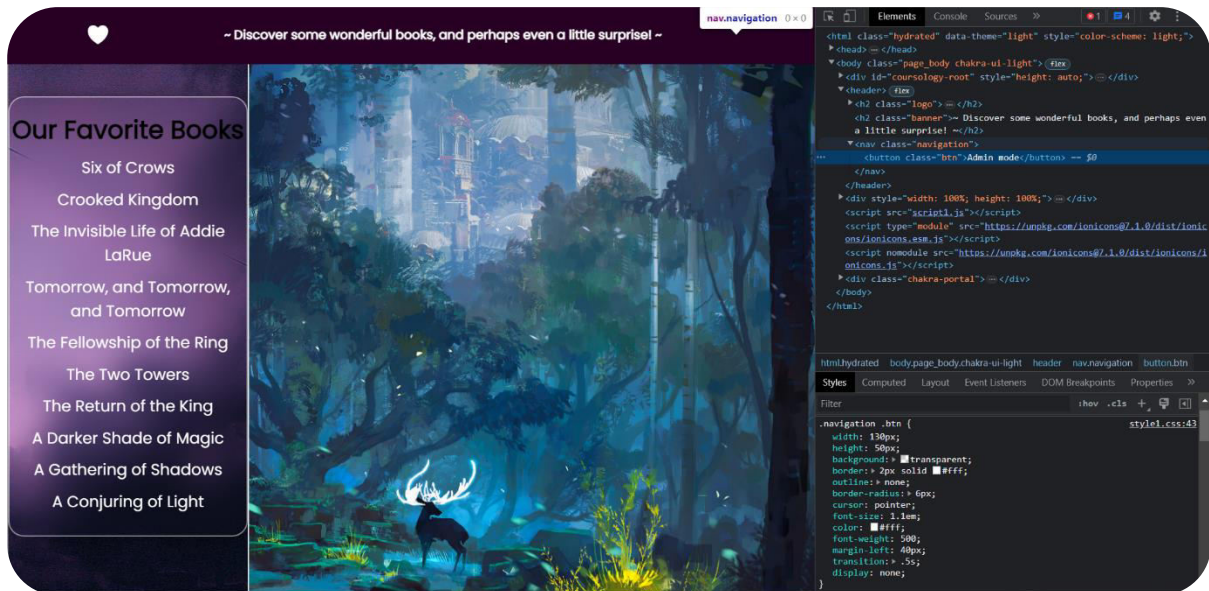 ~ Discover some wonderful books, and perhaps even a little surprise! ~
nav.navigation 0×0
Our Favorite Books
Six of Crows
Crooked Kingdom
The Invisible Life of Addie
LaRue
Tomorrow, and Tomorrow,
and Tomorrow
The Fellowship of the Ring
The Two Towers
The Return of the King
A Darker Shade of Magic
A Gathering of Shadows
A Conjuring of Light
Elements Console Sources » 1 4
<html class="hydrated" data-theme="light" style="color-scheme: light;">
<head>…</head>
<body class="page_body chakra-ui-light"> flex
<div id="coursology-root" style="height: auto;">…</div>
<header> flex
<h2 class="logo">…</h2>
<h2 class="banner">~ Discover some wonderful books, and perhaps even
a little surprise! ~</h2>
<nav class="navigation">
… <button class="btn">Admin mode</button> == $0
</nav>
</header>
<div style="width: 100%; height: 100%;">…</div>
<script src="script1.js"></script>
<script type="module" src="https://unpkg.com/ionicons@7.1.0/dist/ionic
ons/ionicons.esm.js"></script>
<script nomodule src="https://unpkg.com/ionicons@7.1.0/dist/ionicons/i
onicons.js"></script>
<div class="chakra-portal">…</div>
</body>
</html>
html.hydrated body.page_body.chakra-ui-light header nav.navigation button.btn
Styles Computed Layout Event Listeners DOM Breakpoints Properties »
Filter :hov .cls +
.navigation .btn { style1.css:43
width: 130px;
height: 50px;
background: transparent;
border: 2px solid #fff;
outline: none;
border-radius: 6px;
cursor: pointer;
font-size: 1.1em;
color: #fff;
font-weight: 500;
margin-left: 40px;
transition: .5s;
display: none;
}